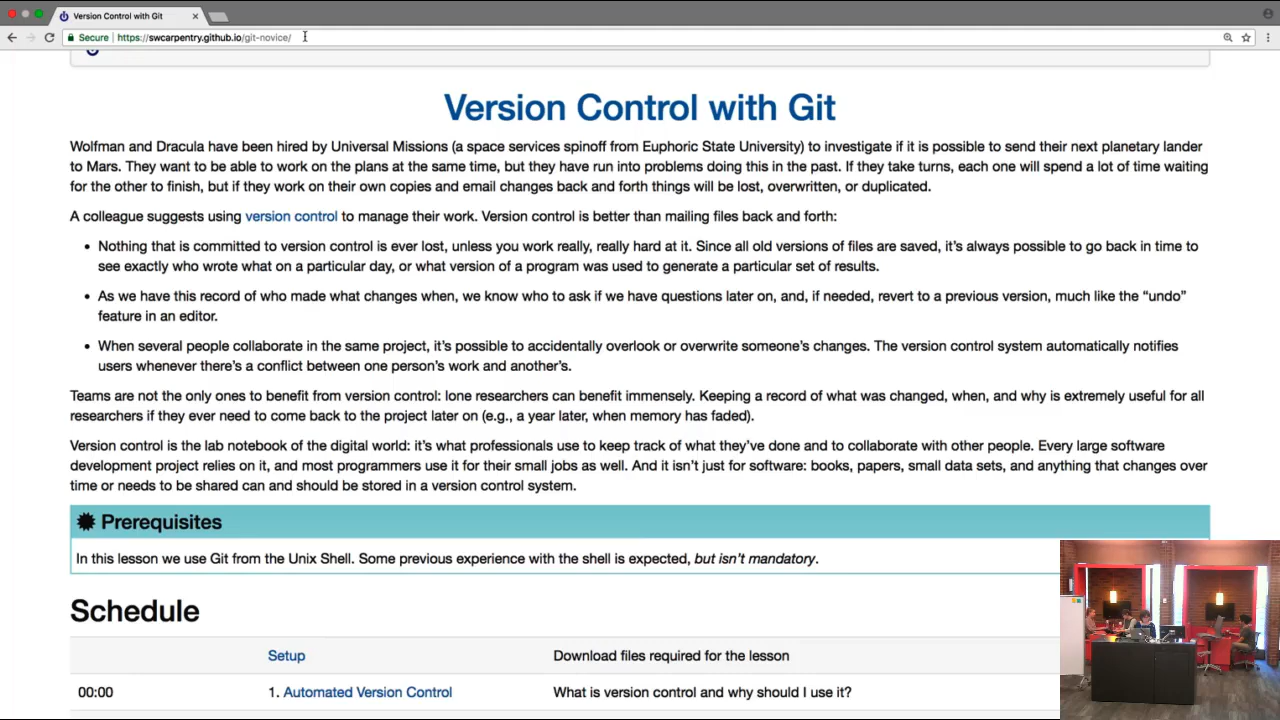 Version Control with Git
Secure
https://swcarpentry.github.io/git-novice/
Version Control with Git
Wolfman and Dracula have been hired by Universal Missions (a space services spinoff from Euphoric State University) to investigate if it is possible to send their next planetary lander
to Mars. They want to be able to work on the plans at the same time, but they have run into problems doing this in the past. If they take turns, each one will spend a lot of time waiting
for the other to finish, but if they work on their own copies and email changes back and forth things will be lost, overwritten, or duplicated.
A colleague suggests using version control to manage their work. Version control is better than mailing files back and forth:
• Nothing that is committed to version control is ever lost, unless you work really, really hard at it. Since all old versions of files are saved, it’s always possible to go back in time to
see exactly who wrote what on a particular day, or what version of a program was used to generate a particular set of results.
• As we have this record of who made what changes when, we know who to ask if we have questions later on, and, if needed, revert to a previous version, much like the “undo”
feature in an editor.
• When several people collaborate in the same project, it’s possible to accidentally overlook or overwrite someone’s changes. The version control system automatically notifies
users whenever there’s a conflict between one person’s work and another’s.
Teams are not the only ones to benefit from version control: lone researchers can benefit immensely. Keeping a record of what was changed, when, and why is extremely useful for all
researchers if they ever need to come back to the project later on (e.g., a year later, when memory has faded).
Version control is the lab notebook of the digital world: it’s what professionals use to keep track of what they’ve done and to collaborate with other people. Every large software
development project relies on it, and most programmers use it for their small jobs as well. And it isn’t just for software: books, papers, small data sets, and anything that changes over
time or needs to be shared can and should be stored in a version control system.
Prerequisites
In this lesson we use Git from the Unix Shell. Some previous experience with the shell is expected, but isn’t mandatory.
Schedule
Setup Download files required for the lesson
00:00 1. Automated Version Control What is version control and why should I use it?